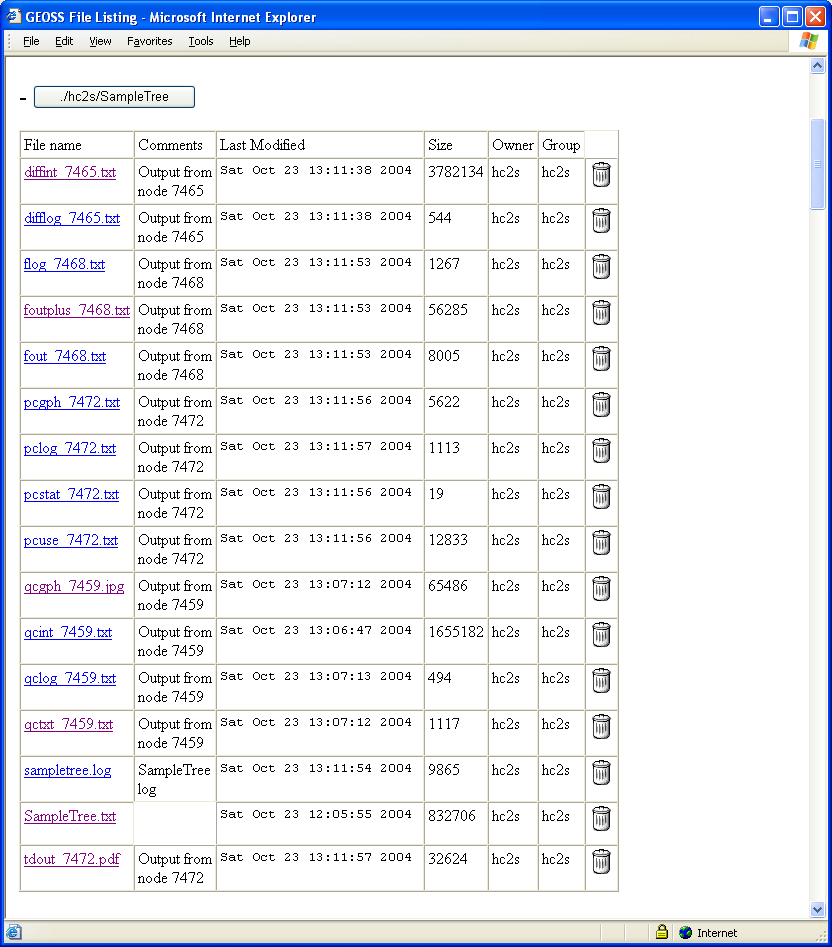 GEOSS File Listing - Microsoft Internet Explorer
File Edit View Favorites Tools Help
- ./hc2s/SampleTree
File name Comments Last Modified Size Owner Group
diffint_7465.txt Output from node 7465 Sat Oct 23 13:11:38 2004 3782134 hc2s hc2s
difflog_7465.txt Output from node 7465 Sat Oct 23 13:11:38 2004 544 hc2s hc2s
flog_7468.txt Output from node 7468 Sat Oct 23 13:11:53 2004 1267 hc2s hc2s
foutplus_7468.txt Output from node 7468 Sat Oct 23 13:11:53 2004 56285 hc2s hc2s
fout_7468.txt Output from node 7468 Sat Oct 23 13:11:53 2004 8005 hc2s hc2s
pcgph_7472.txt Output from node 7472 Sat Oct 23 13:11:56 2004 5622 hc2s hc2s
pclog_7472.txt Output from node 7472 Sat Oct 23 13:11:57 2004 1113 hc2s hc2s
pcstat_7472.txt Output from node 7472 Sat Oct 23 13:11:56 2004 19 hc2s hc2s
pcuse_7472.txt Output from node 7472 Sat Oct 23 13:11:56 2004 12833 hc2s hc2s
qcgph_7459.jpg Output from node 7459 Sat Oct 23 13:07:12 2004 65486 hc2s hc2s
qcint_7459.txt Output from node 7459 Sat Oct 23 13:06:47 2004 1655182 hc2s hc2s
qclog_7459.txt Output from node 7459 Sat Oct 23 13:07:13 2004 494 hc2s hc2s
qctxt_7459.txt Output from node 7459 Sat Oct 23 13:07:12 2004 1117 hc2s hc2s
sampletree.log SampleTree log Sat Oct 23 13:11:54 2004 9865 hc2s hc2s
SampleTree.txt Sat Oct 23 12:05:55 2004 832706 hc2s hc2s
tdout_7472.pdf Output from node 7472 Sat Oct 23 13:11:57 2004 32624 hc2s hc2s
Internet